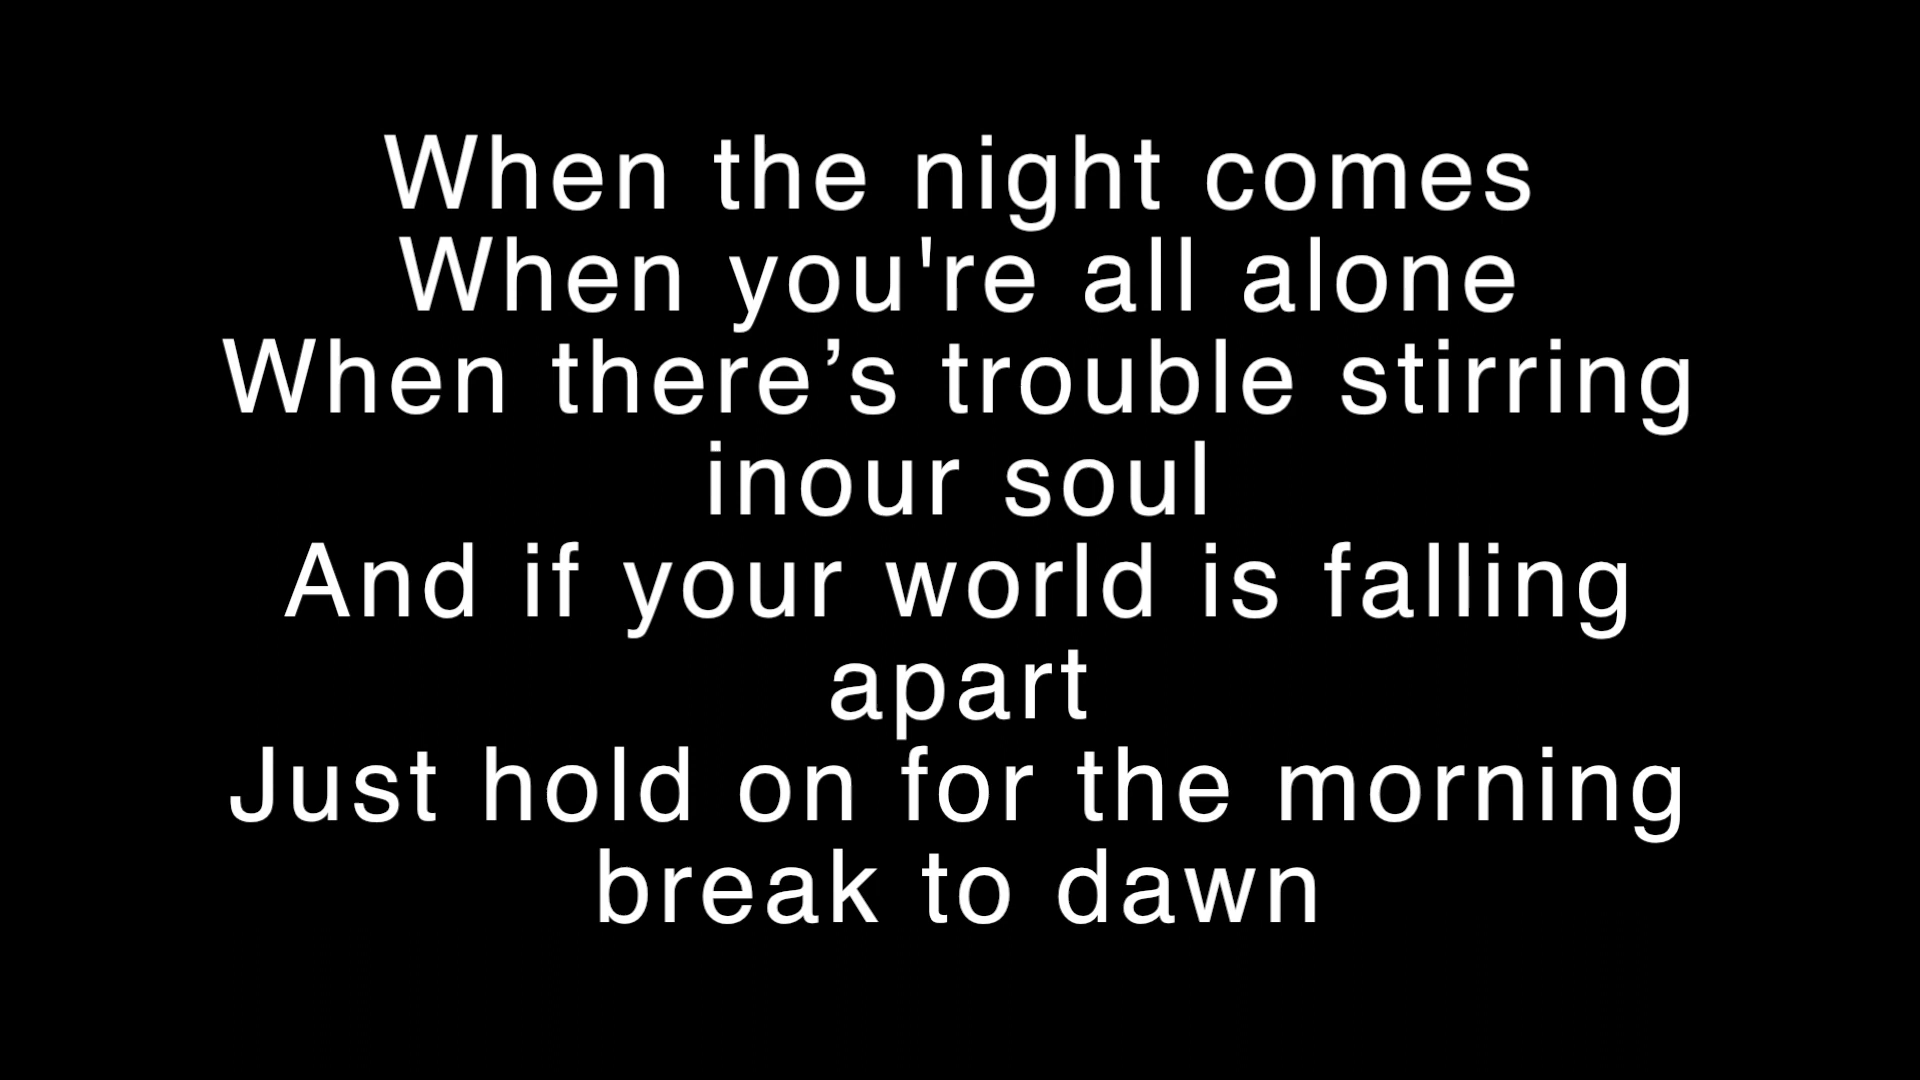 When the night comes
When you're all alone
When there’s trouble stirring
inour soul
And if your world is falling
apart
Just hold on for the morning
break to dawn